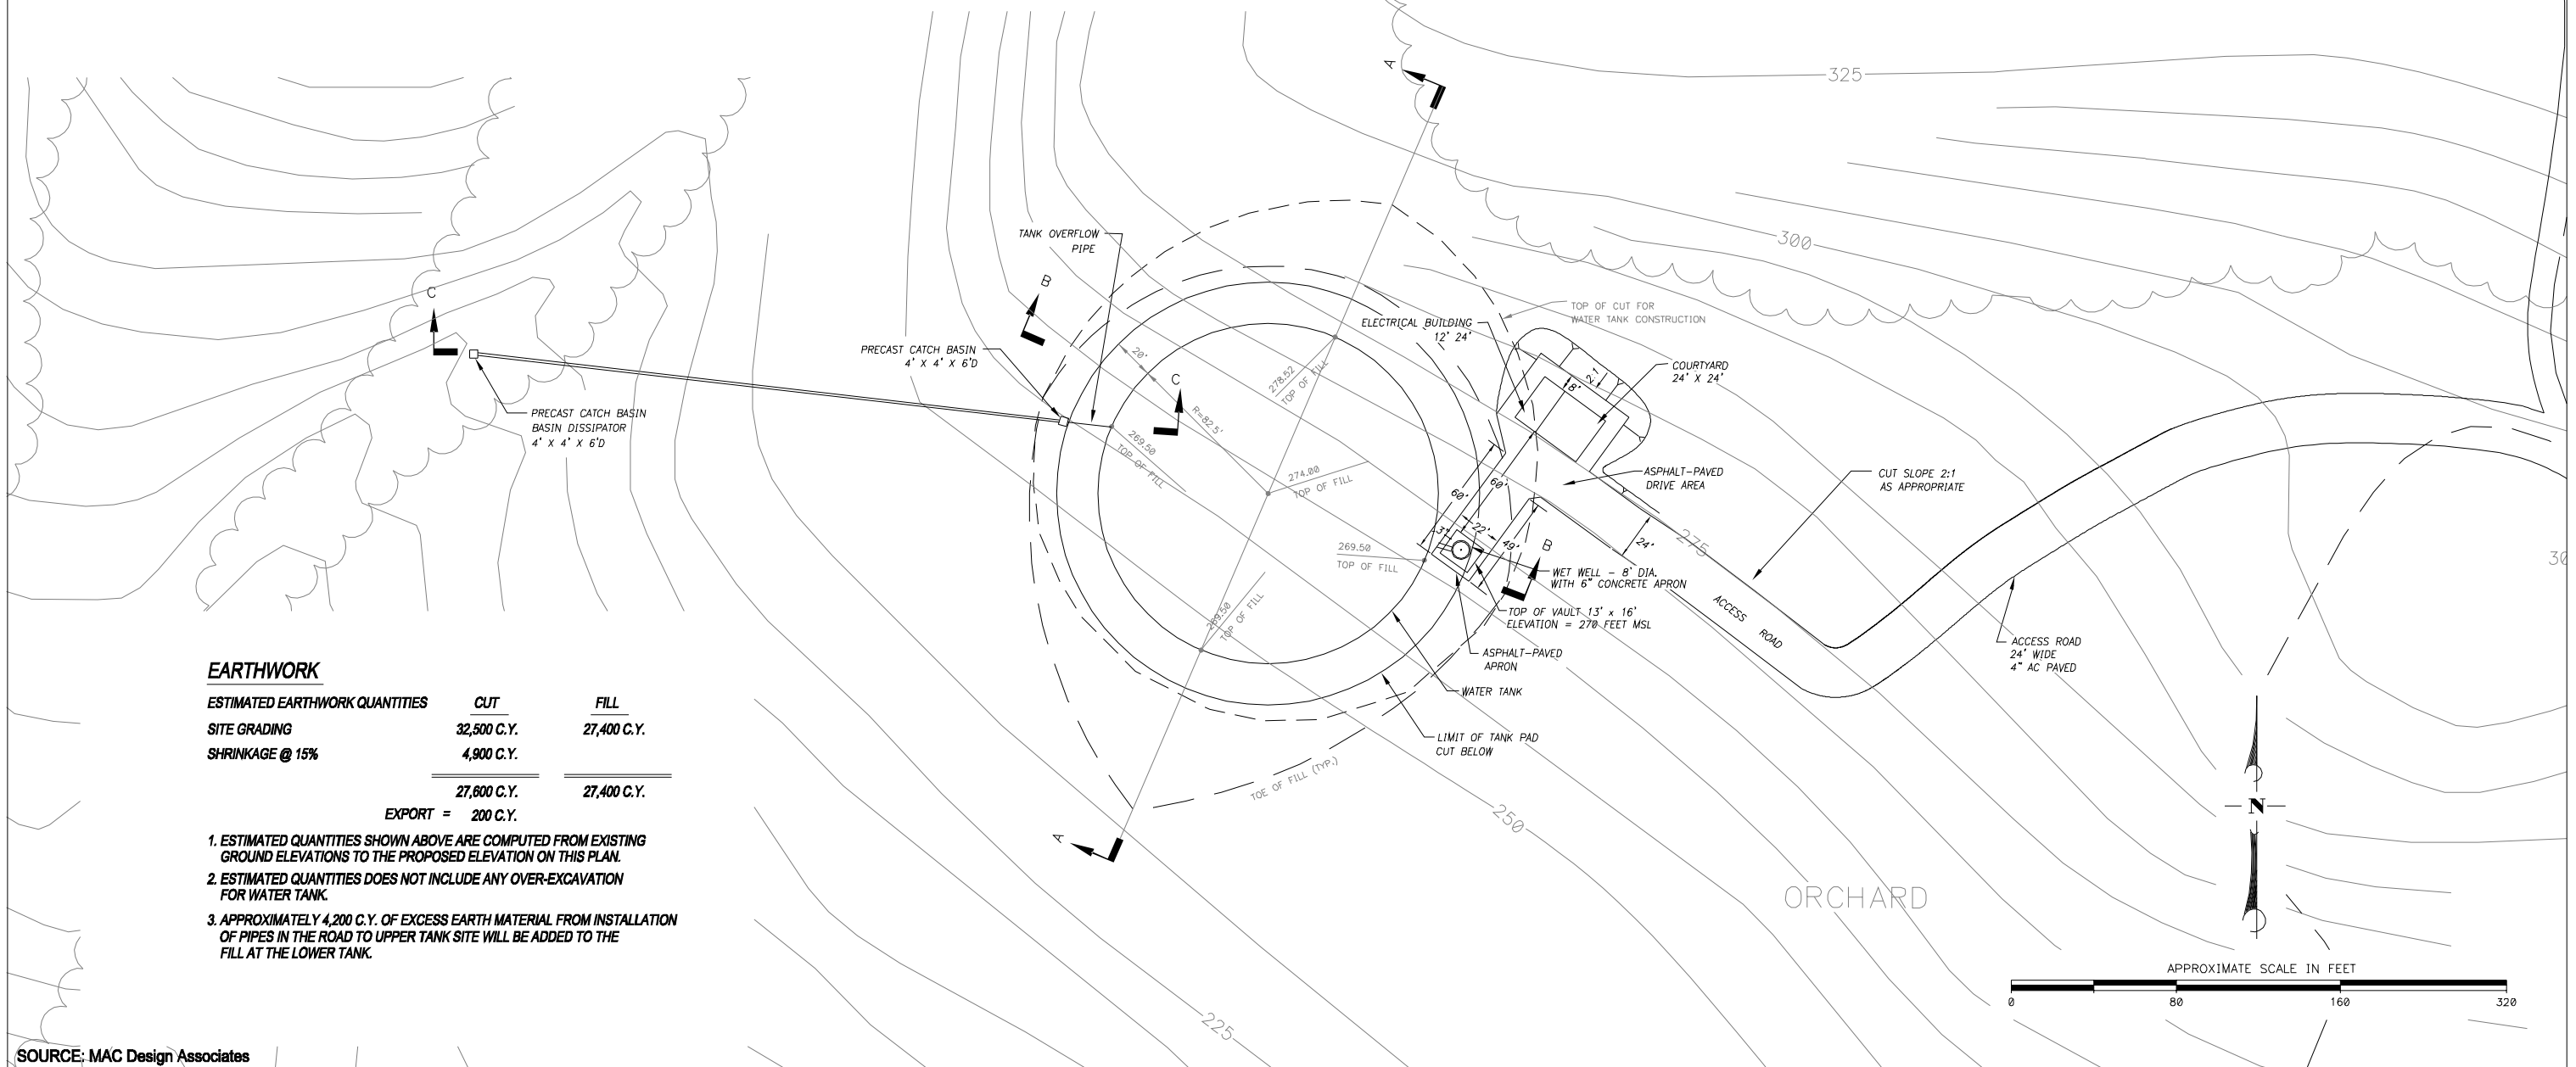 325
A
300
TANK OVERFLOW
PIPE
B
C
TOP OF CUT FOR
WATER TANK CONSTRUCTION
ELECTRICAL BUILDING
12' 24'
PRECAST CATCH BASIN
4' X 4' X 6'D
20'
C
278.52
TOP OF FILL
2:1
8'
COURTYARD
24' X 24'
R=82.5'
PRECAST CATCH BASIN
BASIN DISSIPATOR
4' X 4' X 6'D
269.50
TOP OF FILL
274.00
TOP OF FILL
60'
60'
ASPHALT-PAVED
DRIVE AREA
CUT SLOPE 2:1
AS APPROPRIATE
22'
3'
49'
24'
275
B
269.50
TOP OF FILL
30
WET WELL - 8' DIA.
WITH 6" CONCRETE APRON
TOP OF VAULT 13' x 16'
ELEVATION = 270 FEET MSL
269.50
TOP OF FILL
ACCESS ROAD
ACCESS ROAD
24' WIDE
4" AC PAVED
ASPHALT-PAVED
APRON
WATER TANK
LIMIT OF TANK PAD
CUT BELOW
TOE OF FILL (TYP.)
250
A
ORCHARD
225
N
EARTHWORK
ESTIMATED EARTHWORK QUANTITIES CUT FILL
SITE GRADING 32,500 C.Y. 27,400 C.Y.
SHRINKAGE @ 15% 4,900 C.Y.
27,600 C.Y. 27,400 C.Y.
EXPORT = 200 C.Y.
1. ESTIMATED QUANTITIES SHOWN ABOVE ARE COMPUTED FROM EXISTING
GROUND ELEVATIONS TO THE PROPOSED ELEVATION ON THIS PLAN.
2. ESTIMATED QUANTITIES DOES NOT INCLUDE ANY OVER-EXCAVATION
FOR WATER TANK.
3. APPROXIMATELY 4,200 C.Y. OF EXCESS EARTH MATERIAL FROM INSTALLATION
OF PIPES IN THE ROAD TO UPPER TANK SITE WILL BE ADDED TO THE
FILL AT THE LOWER TANK.
APPROXIMATE SCALE IN FEET
0 80 160 320
SOURCE: MAC Design Associates